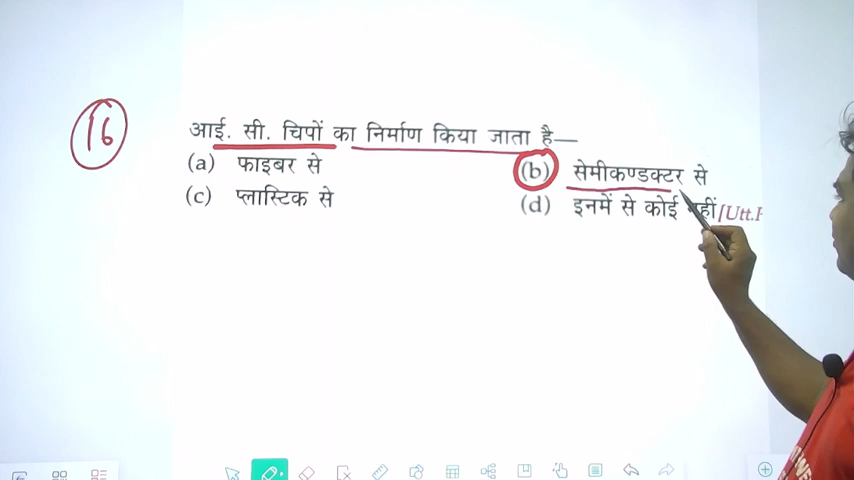 16
आई. सी. चिपों का निर्माण किया जाता है—
(a) फाइबर से (b) सेमीकण्डक्टर से
(c) प्लास्टिक से (d) इनमें से कोई नहीं [Utt.